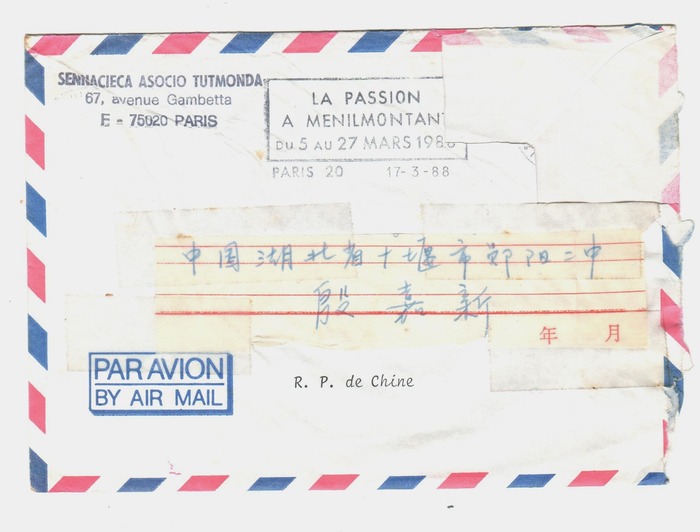 SENNACIECA ASOCIO TUTMONDA
67, avenue Gambetta
F - 75020 PARIS
LA PASSION
A MENILMONTANT
DU 5 AU 27 MARS 1988
PARIS 20 17-3-88
中国湖北省十堰市郧阳二中
殷嘉新
年 月
PAR AVION
BY AIR MAIL
R. P. de Chine